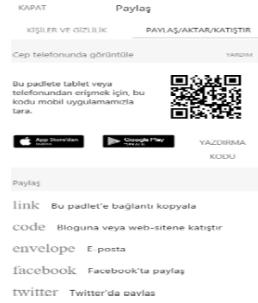 KAPAT Paylaş
KİŞİLER VE GİZLİLİK PAYLAŞ/AKTAR/KATIŞTIR
Cep telefonunda görüntüle YARDIM
Bu padlete tablet veya
telefonundan erişmek için, bu
kodu mobil uygulamamızla
tara.
App Store'dan
Google Play
YAZDIRMA
KODU
Paylaş
link Bu padlet'e bağlantı kopyala
code Bloguna veya web-sitene katıştır
envelope E-posta
facebook Facebook'ta paylaş
twitter Twitter'da paylaş